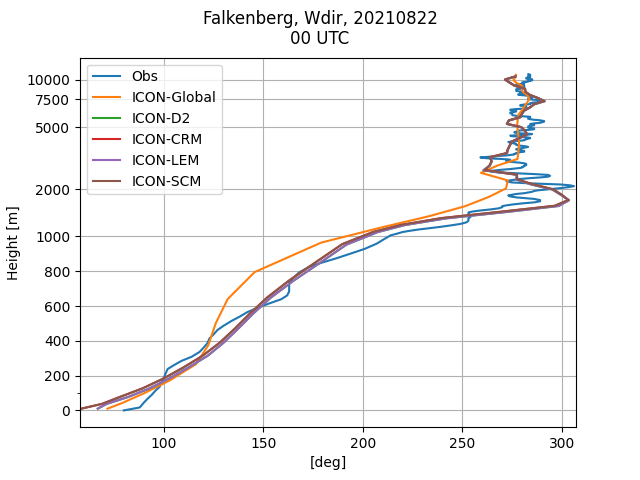 Falkenberg, Wdir, 20210822
00 UTC
Obs
ICON-Global
ICON-D2
ICON-CRM
ICON-LEM
ICON-SCM
Height [m]
10000
7500
5000
2000
1000
800
600
400
200
0
100 150 200 250 300
[deg]